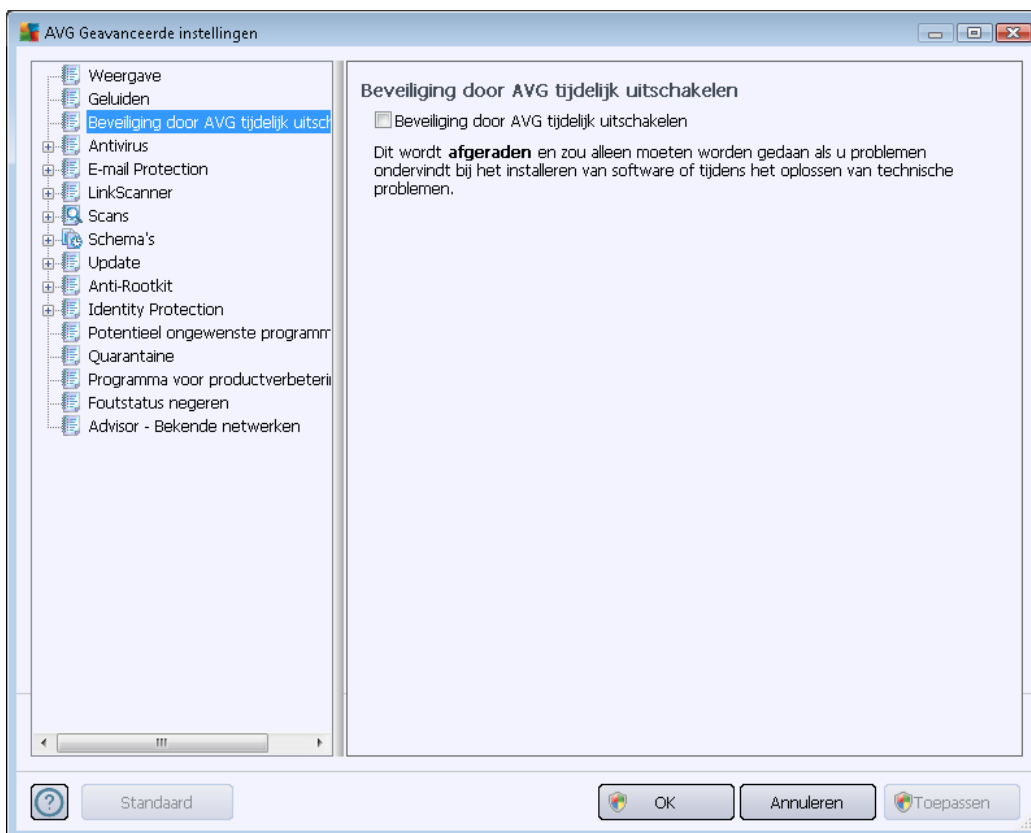 AVG Geavanceerde instellingen
Weergave
Geluiden
Beveiliging door AVG tijdelijk uitsch
Antivirus
E-mail Protection
LinkScanner
Scans
Schema's
Update
Anti-Rootkit
Identity Protection
Potentieel ongewenste programm
Quarantaine
Programma voor productverbeterin
Foutstatus negeren
Advisor - Bekende netwerken
Beveiliging door AVG tijdelijk uitschakelen
Beveiliging door AVG tijdelijk uitschakelen
Dit wordt afgeraden en zou alleen moeten worden gedaan als u problemen
ondervindt bij het installeren van software of tijdens het oplossen van technische
problemen.
Standaard
OK
Annuleren
Toepassen